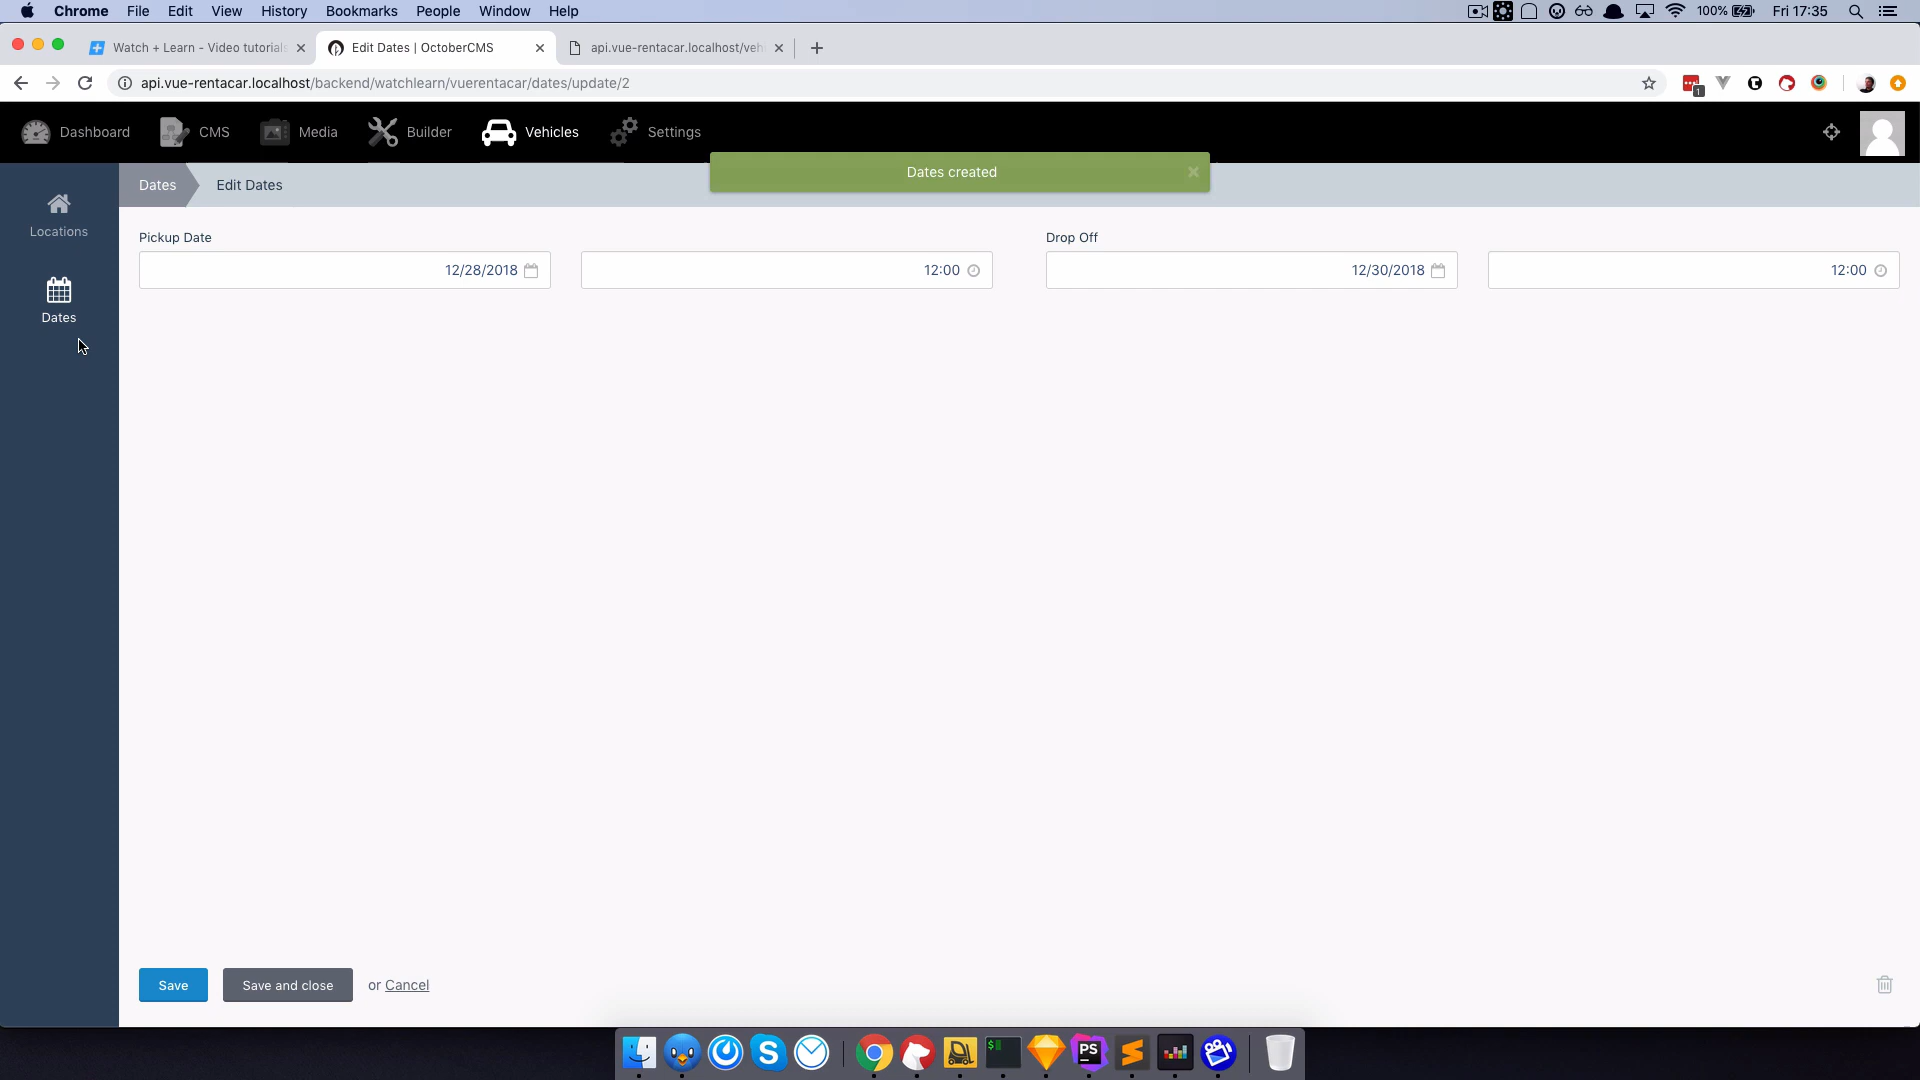 Chrome File Edit View History Bookmarks People Window Help 100% Fri 17:35
Watch + Learn - Video tutorials Edit Dates | OctoberCMS api.vue-rentacar.localhost/veh
api.vue-rentacar.localhost/backend/watchlearn/vuerentacar/dates/update/2
1
Dashboard CMS Media Builder Vehicles Settings
Dates created
Dates Edit Dates
Locations
Dates
Pickup Date Drop Off
12/28/2018 12:00 12/30/2018 12:00
Save Save and close or Cancel
$ PS